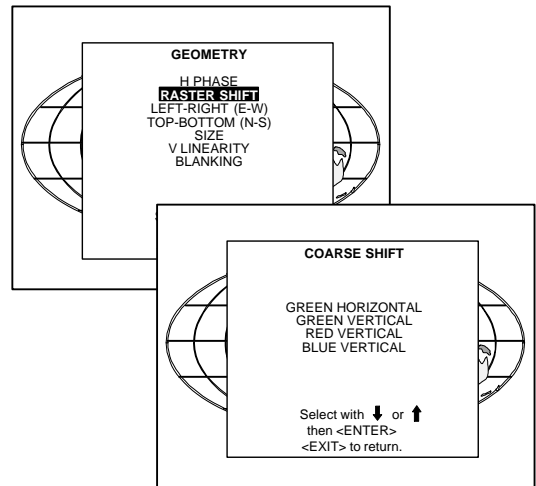 GEOMETRY
H PHASE
RASTER SHIFT
LEFT-RIGHT (E-W)
TOP-BOTTOM (N-S)
SIZE
V LINEARITY
BLANKING
COARSE SHIFT
GREEN HORIZONTAL
GREEN VERTICAL
RED VERTICAL
BLUE VERTICAL
Select with ⬇ or ⬆
then <ENTER>
<EXIT> to return.